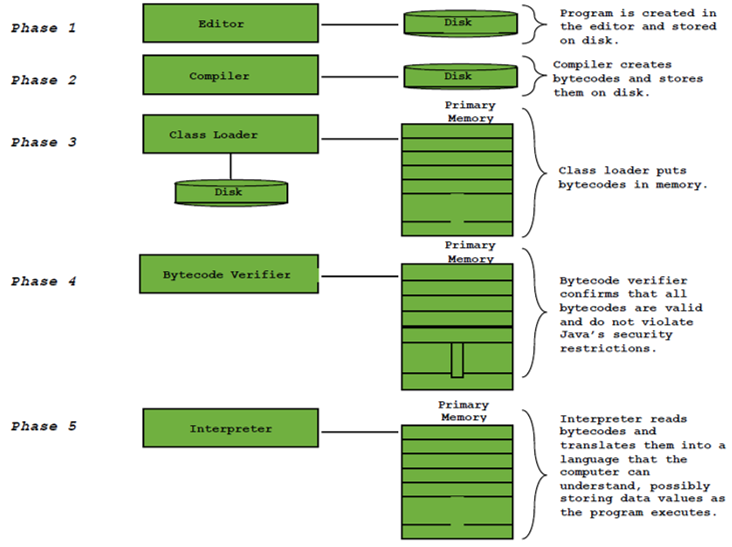 Phase 1
Editor
Disk
Program is created in
the editor and stored
on disk.
Phase 2
Compiler
Disk
Compiler creates
bytecodes and stores
them on disk.
Phase 3
Class Loader
Disk
Primary
Memory
Class loader puts
bytecodes in memory.
Phase 4
Bytecode Verifier
Primary
Memory
Bytecode verifier
confirms that all
bytecodes are valid
and do not violate
Java's security
restrictions.
Phase 5
Interpreter
Primary
Memory
Interpreter reads
bytecodes and
translates them into a
language that the
computer can
understand, possibly
storing data values as
the program executes.